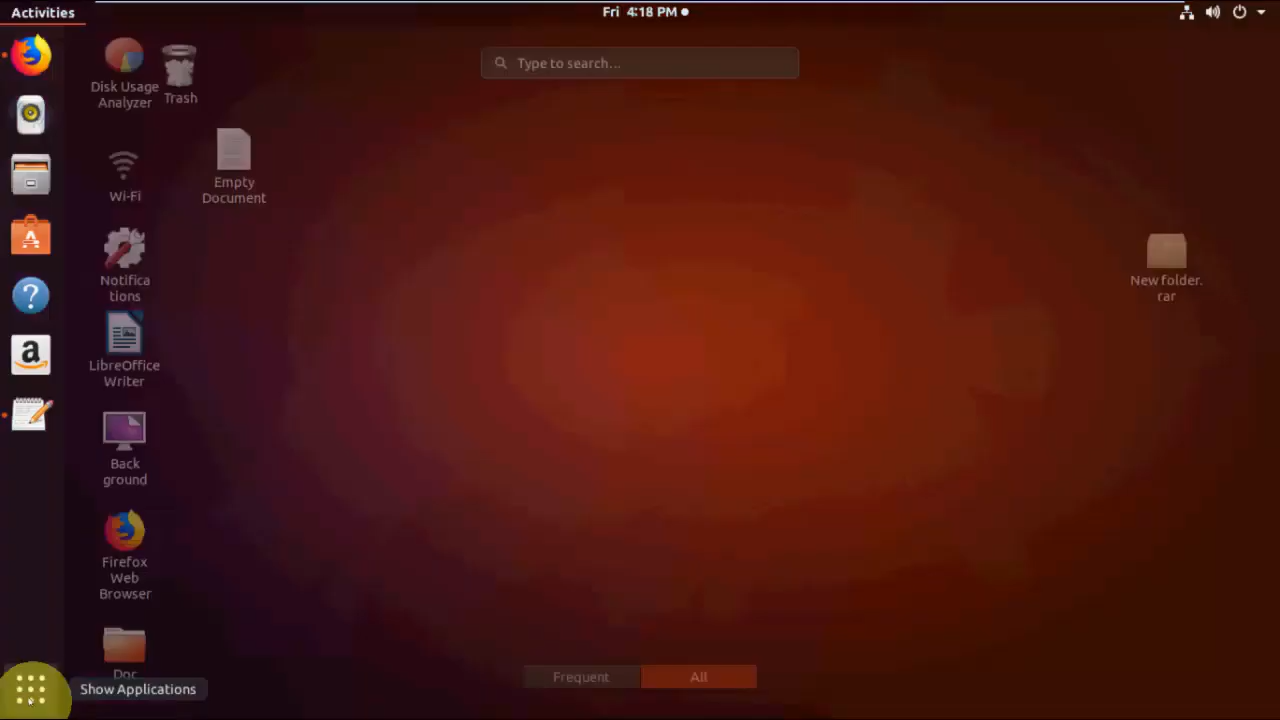 Activities
Fri 4:18 PM
Type to search...
Disk Usage
Analyzer
Trash
Wi-Fi
Empty
Document
Notifica
tions
New folder.
rar
LibreOffice
Writer
Back
ground
Firefox
Web
Browser
Doc
Show Applications
Frequent
All